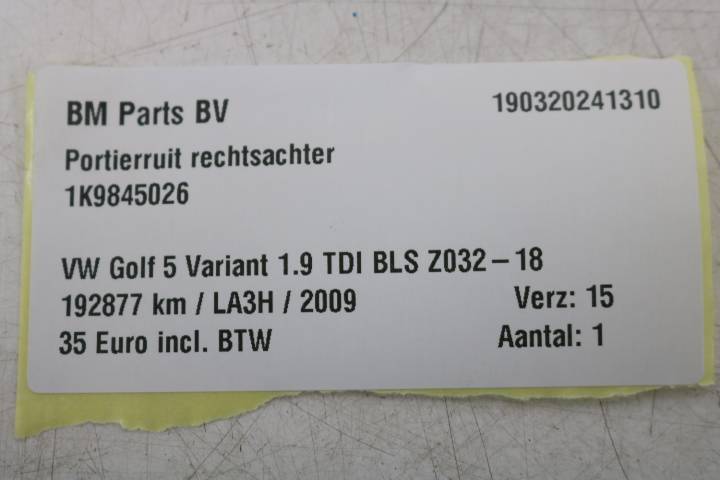 BM Parts BV 190320241310
Portierruit rechtsachter
1K9845026
VW Golf 5 Variant 1.9 TDI BLS Z032 – 18
192877 km / LA3H / 2009 Verz: 15
35 Euro incl. BTW Aantal: 1